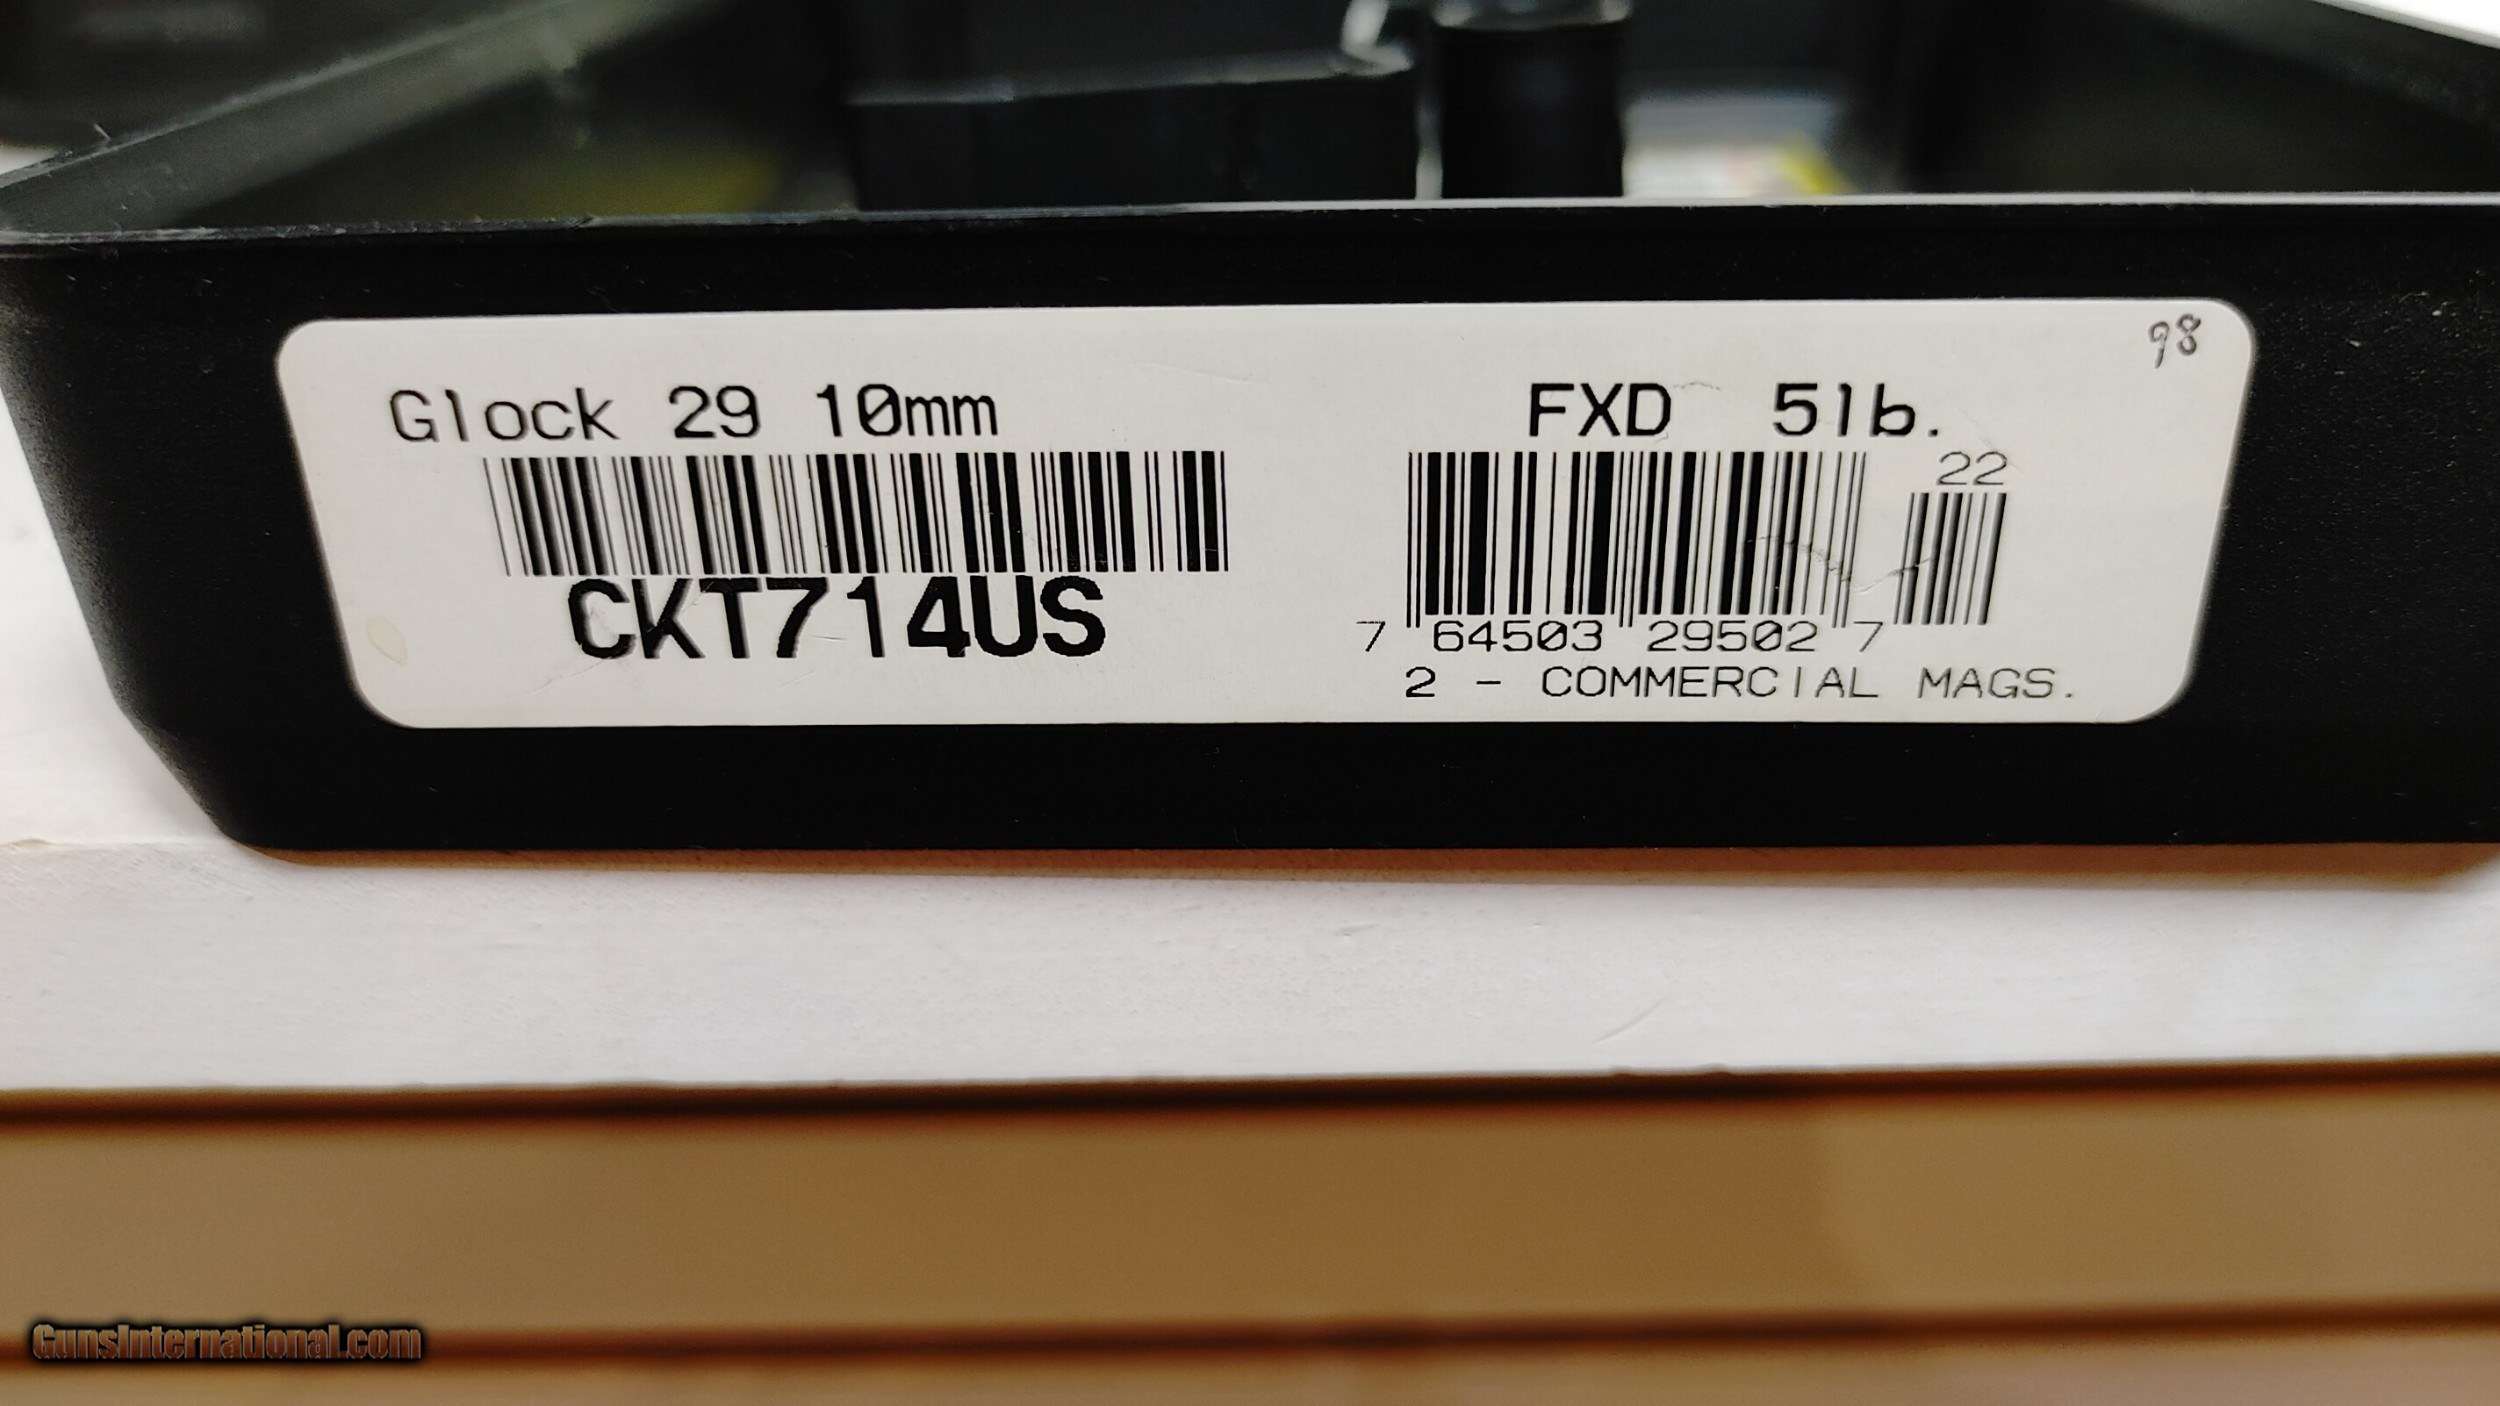 98
Glock 29 10mm
FXD 5lb.
22
CKT714US
7 64503 29502 7
2 - COMMERCIAL MAGS.
GunsInternational.com